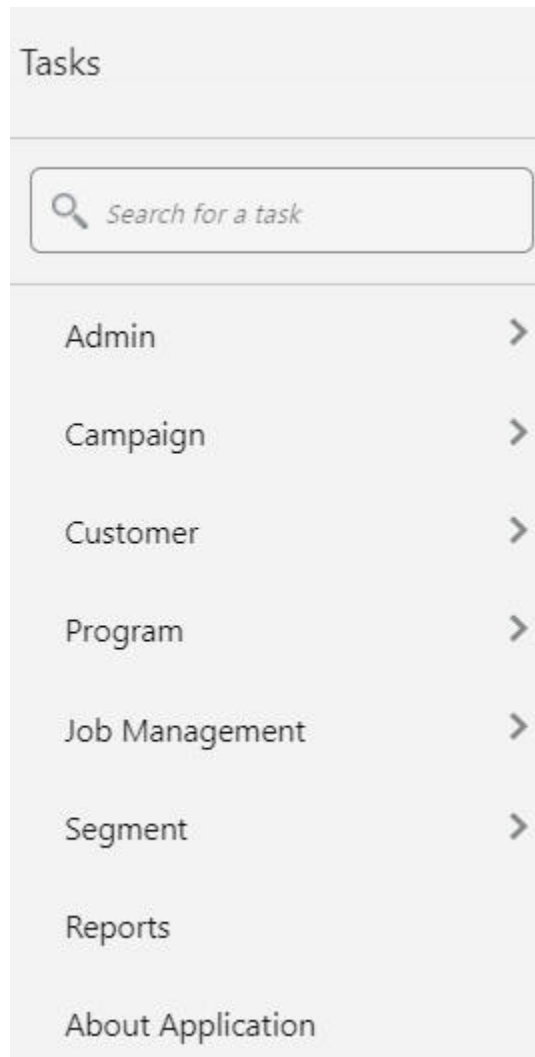 Tasks
Search for a task
Admin
Campaign
Customer
Program
Job Management
Segment
Reports
About Application